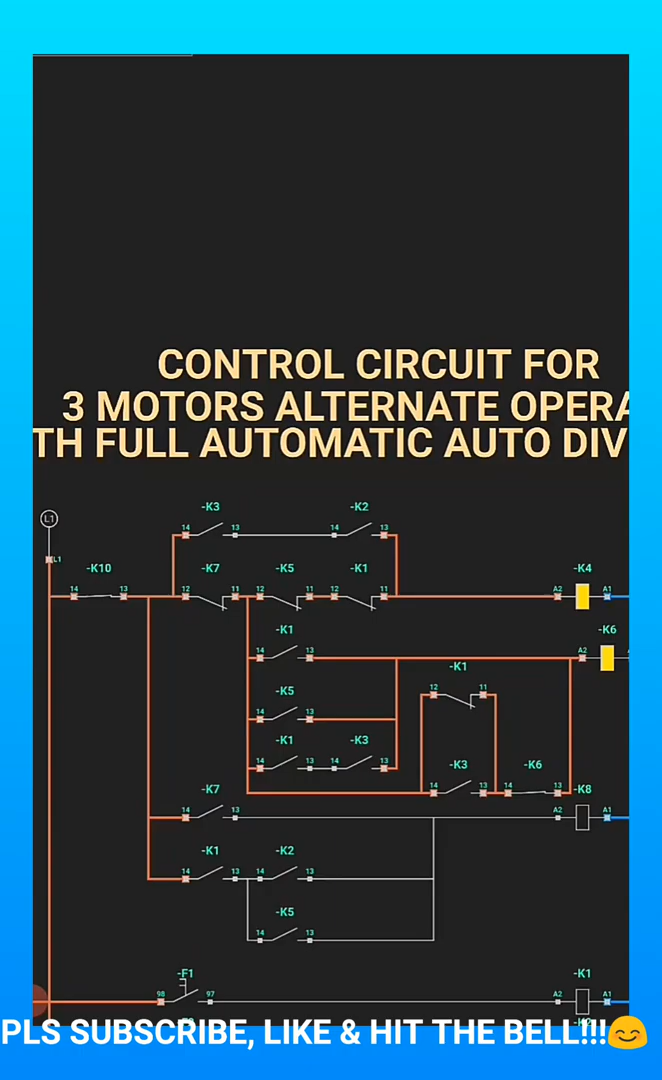 CONTROL CIRCUIT FOR
3 MOTORS ALTERNATE OPERA
TH FULL AUTOMATIC AUTO DIV
-K3 -K2
L1
14 13 14 13
L1 -K10 -K7 -K5 -K1 -K4
14 13 12 11 12 11 12 11 A2 A1
-K1 -K6
14 13 A2
-K1
-K5 12 11
14 13
-K1 -K3 -K3 -K6
14 13 14 13 14 13 14 13
-K7 -K8
14 13 A2 A1
-K1 -K2
14 13 14 13
-K5
14 13
-F1 -K1
98 97 A2 A1
PLS SUBSCRIBE, LIKE & HIT THE BELL!!!😊